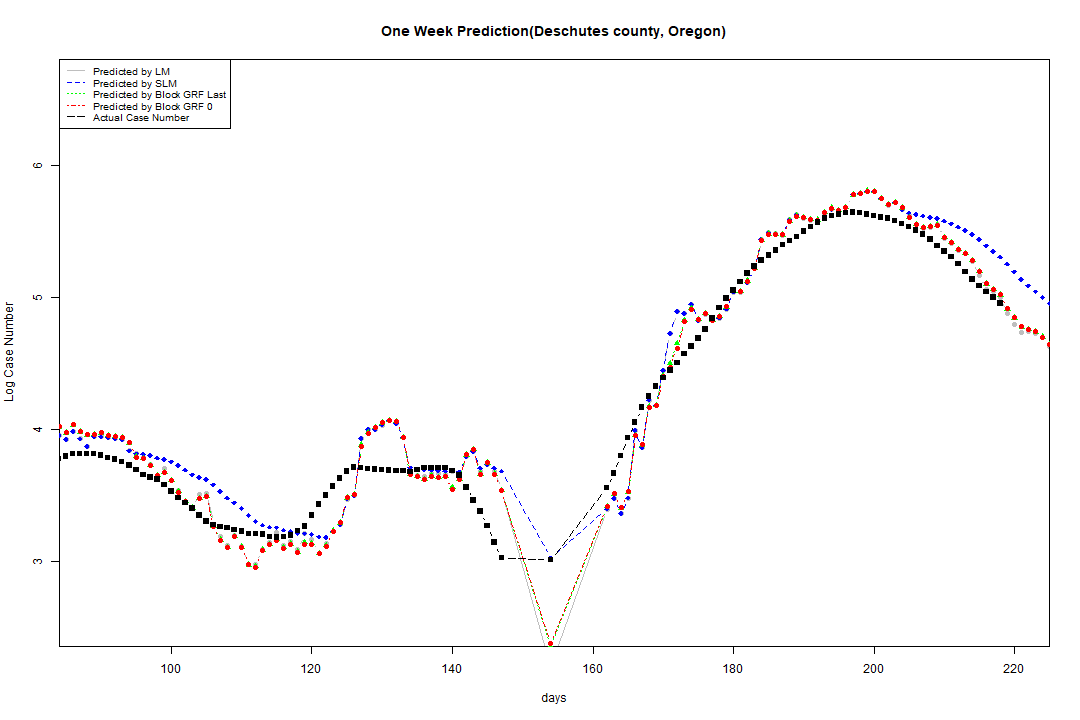 One Week Prediction(Deschutes county, Oregon)
Predicted by LM
Predicted by SLM
Predicted by Block GRF Last
Predicted by Block GRF 0
Actual Case Number
6
5
4
3
Log Case Number
100 120 140 160 180 200 220
days